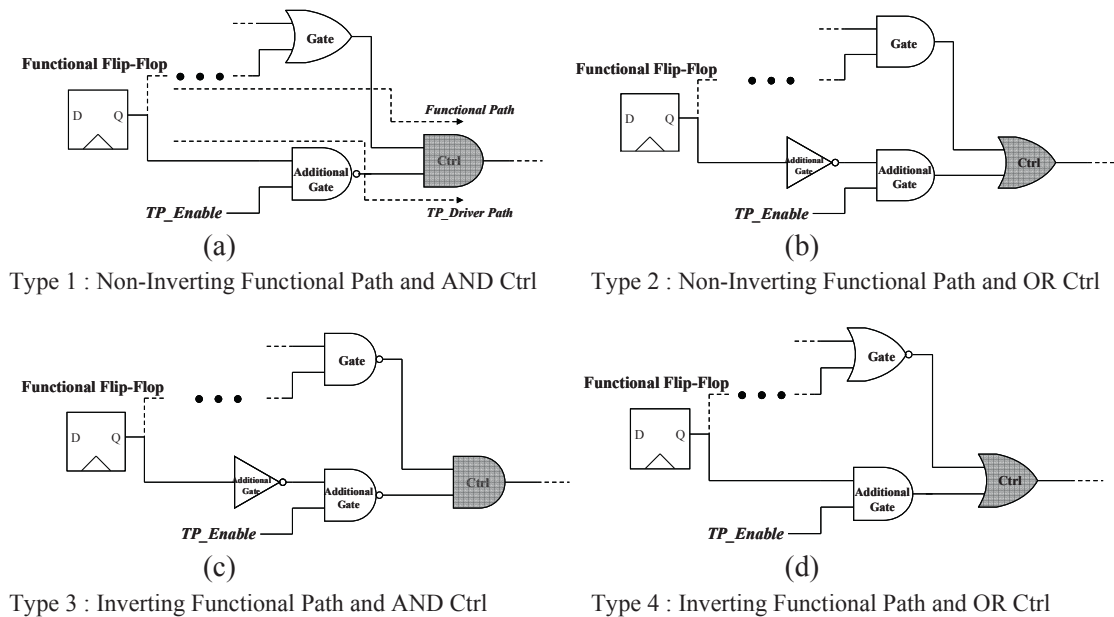 Gate
Functional Flip-Flop
D Q
Functional Path
Ctrl
Additional
Gate
TP_Enable
TP_Driver Path
(a)
Type 1 : Non-Inverting Functional Path and AND Ctrl
Gate
Functional Flip-Flop
D Q
Additional
Gate
Additional
Gate
Ctrl
TP_Enable
(b)
Type 2 : Non-Inverting Functional Path and OR Ctrl
Gate
Functional Flip-Flop
D Q
Additional
Gate
Additional
Gate
Ctrl
TP_Enable
(c)
Type 3 : Inverting Functional Path and AND Ctrl
Gate
Functional Flip-Flop
D Q
Additional
Gate
Ctrl
TP_Enable
(d)
Type 4 : Inverting Functional Path and OR Ctrl